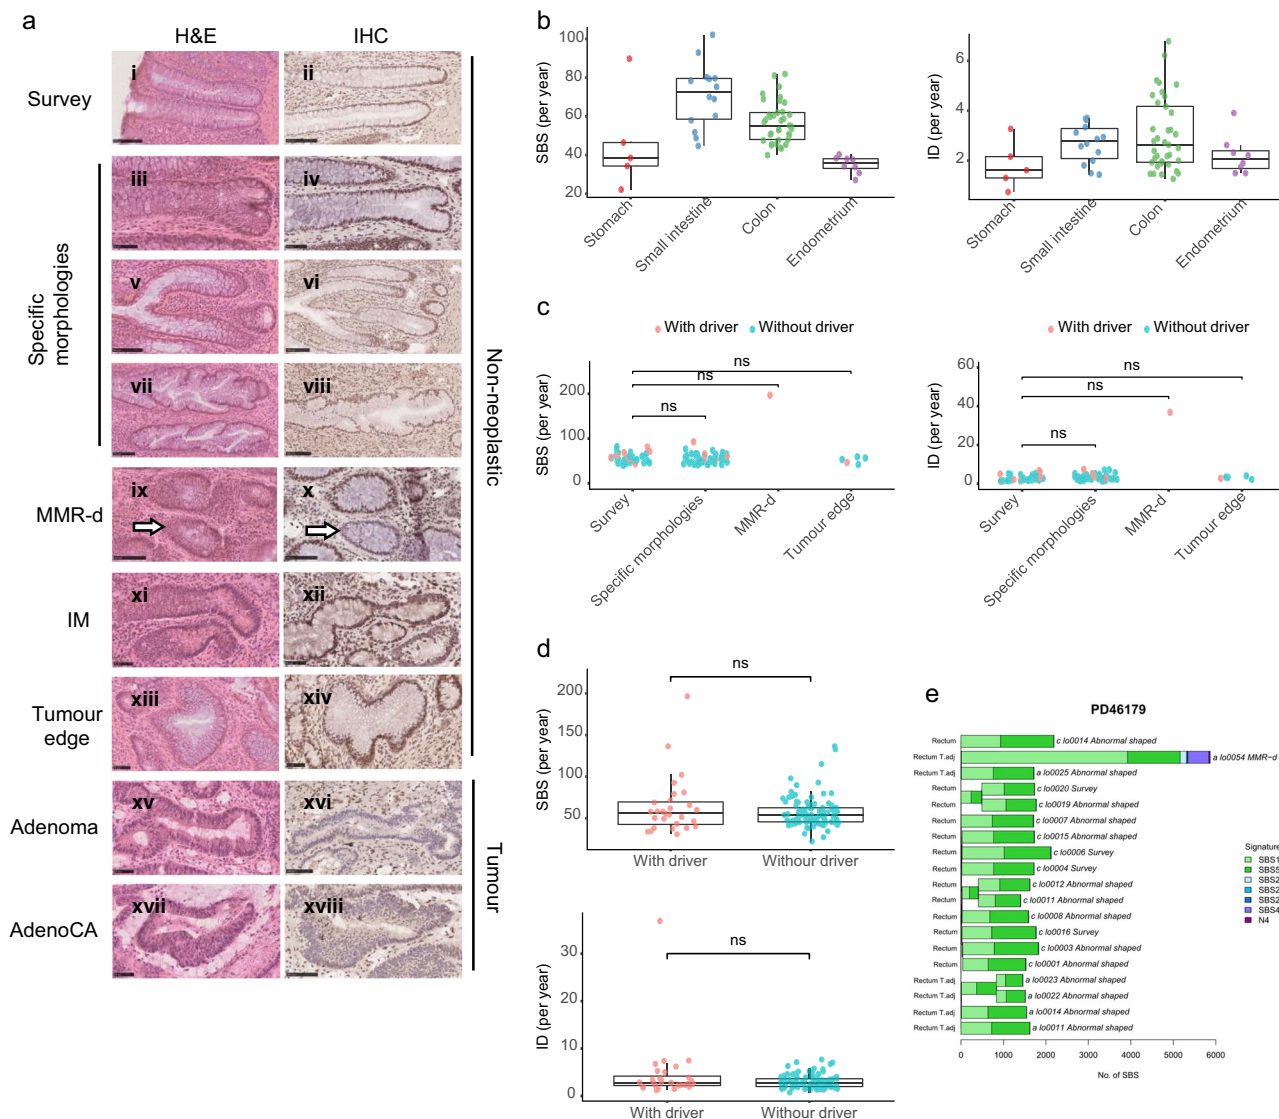 a
H&E
IHC
Survey
i
ii
Specific
morphologies
iii
iv
v
vi
vii
viii
MMR-d
ix
x
IM
xi
xii
Tumour
edge
xiii
xiv
Adenoma
xv
xvi
AdenoCA
xvii
xviii
Non-neoplastic
Tumour
b
SBS (per year)
100
80
60
40
20
Stomach
Small intestine
Colon
Endometrium
ID (per year)
6
4
2
Stomach
Small intestine
Colon
Endometrium
c
With driver
Without driver
SBS (per year)
200
100
0
ns
ns
ns
Survey
Specific morphologies
MMR-d
Tumour edge
With driver
Without driver
ID (per year)
60
40
20
0
ns
ns
ns
Survey
Specific morphologies
MMR-d
Tumour edge
d
SBS (per year)
200
150
100
50
ns
With driver
Withour driver
ID (per year)
30
20
10
0
ns
With driver
Withour driver
e
PD46179
Rectum c lo0014 Abnormal shaped
Rectum T.adj a lo0054 MMR-d
Rectum T.adj a lo0025 Abnormal shaped
Rectum c lo0020 Survey
Rectum c lo0019 Abnormal shaped
Rectum c lo0007 Abnormal shaped
Rectum c lo0015 Abnormal shaped
Rectum c lo0006 Survey
Rectum c lo0004 Survey
Rectum c lo0012 Abnormal shaped
Rectum c lo0011 Abnormal shaped
Rectum c lo0008 Abnormal shaped
Rectum c lo0016 Survey
Rectum c lo0003 Abnormal shaped
Rectum c lo0001 Abnormal shaped
Rectum T.adj a lo0023 Abnormal shaped
Rectum T.adj a lo0022 Abnormal shaped
Rectum T.adj a lo0014 Abnormal shaped
Rectum T.adj a lo0011 Abnormal shaped
0 1000 2000 3000 4000 5000 6000
No. of SBS
Signature
SBS1
SBS5
SBS2
SBS2
SBS2
SBS4
N4